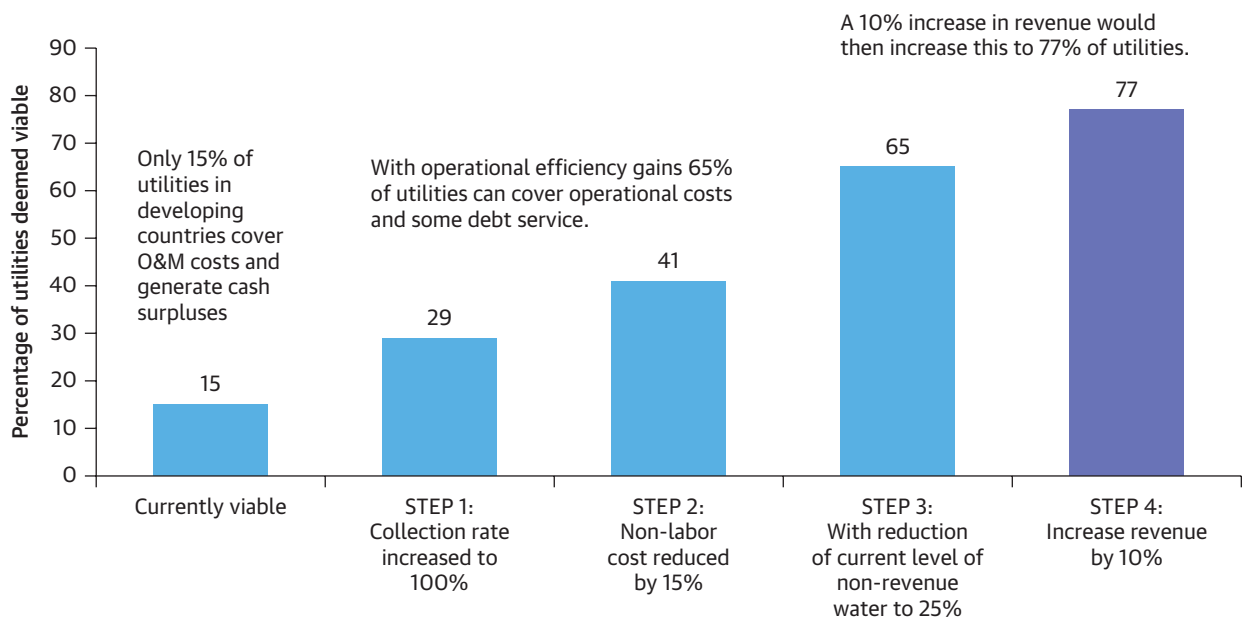 A 10% increase in revenue would
then increase this to 77% of utilities.
Percentage of utilities deemed viable
90
80
70
60
50
40
30
20
10
0
Only 15% of
utilities in
developing
countries cover
O&M costs and
generate cash
surpluses
With operational efficiency gains 65%
of utilities can cover operational costs
and some debt service.
15
29
41
65
77
Currently viable
STEP 1:
Collection rate
increased to
100%
STEP 2:
Non-labor
cost reduced
by 15%
STEP 3:
With reduction
of current level of
non-revenue
water to 25%
STEP 4:
Increase revenue
by 10%